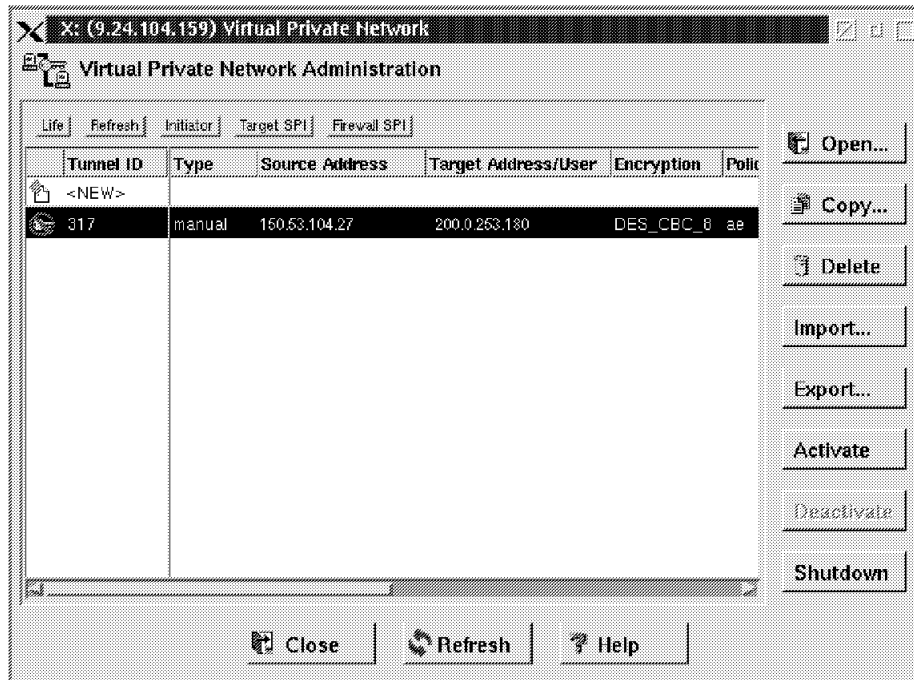 X: (9.24.104.159) Virtual Private Network
Virtual Private Network Administration
Life Refresh Initiator Target SPI Firewall SPI
Tunnel ID Type Source Address Target Address/User Encryption Polic
<NEW>
317 manual 150.53.104.27 200.0.253.180 DES_CBC_8 ae
Open...
Copy...
Delete
Import...
Export...
Activate
Deactivate
Shutdown
Close Refresh Help